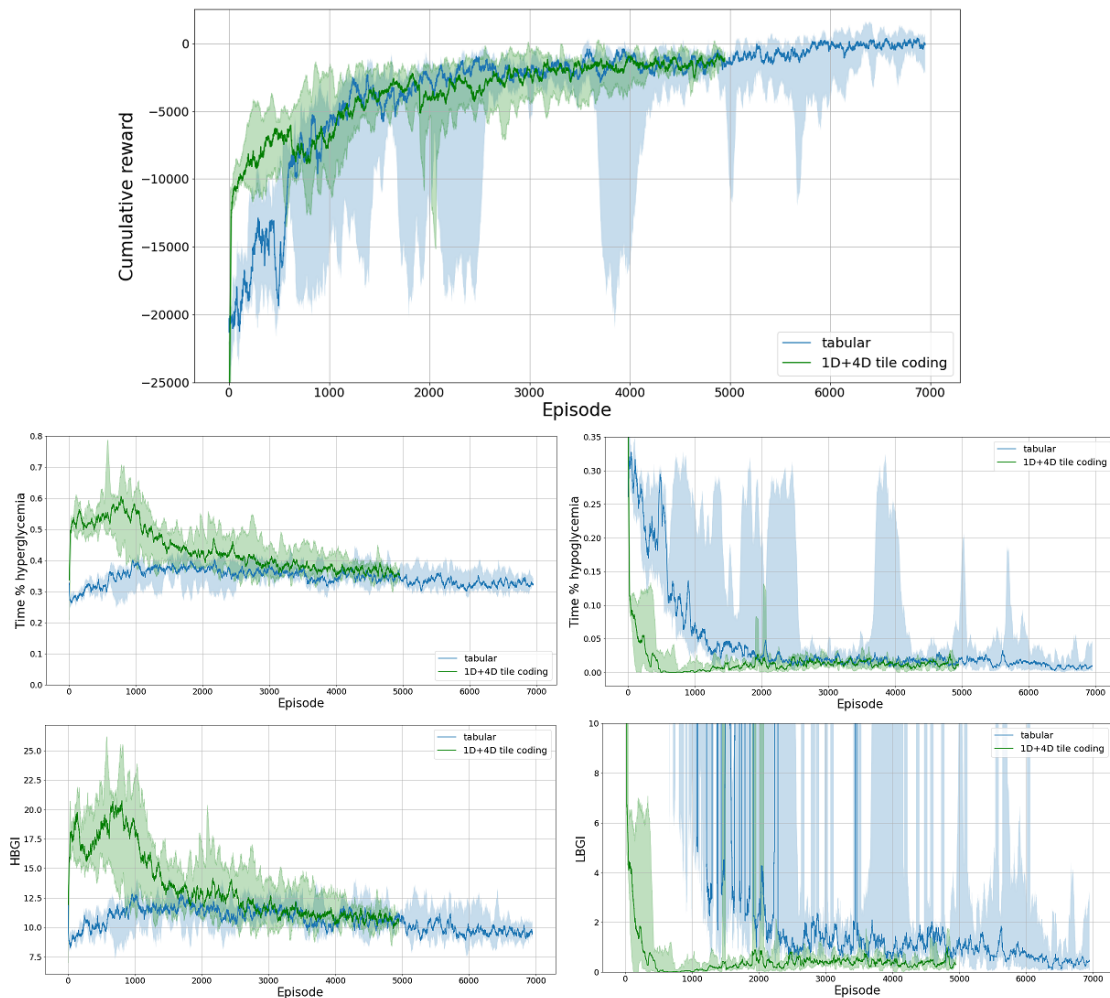 0
−5000
−10000
−15000
−20000
−25000
Cumulative reward
tabular
1D+4D tile coding
0 1000 2000 3000 4000 5000 6000 7000
Episode
0.8
0.7
0.6
0.5
0.4
0.3
0.2
0.1
0.0
Time % hyperglycemia
tabular
1D+4D tile coding
0 1000 2000 3000 4000 5000 6000 7000
Episode
0.35
0.30
0.25
0.20
0.15
0.10
0.05
0.00
Time % hypoglycemia
tabular
1D+4D tile coding
0 1000 2000 3000 4000 5000 6000 7000
Episode
25.0
22.5
20.0
17.5
15.0
12.5
10.0
7.5
HBGI
tabular
1D+4D tile coding
0 1000 2000 3000 4000 5000 6000 7000
Episode
10
8
6
4
2
0
LBGI
tabular
1D+4D tile coding
0 1000 2000 3000 4000 5000 6000 7000
Episode